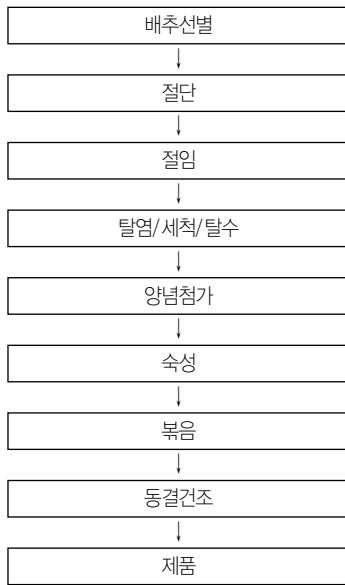 배추선별
절단
절임
탈염/세척/탈수
양념첨가
숙성
볶음
동결건조
제품